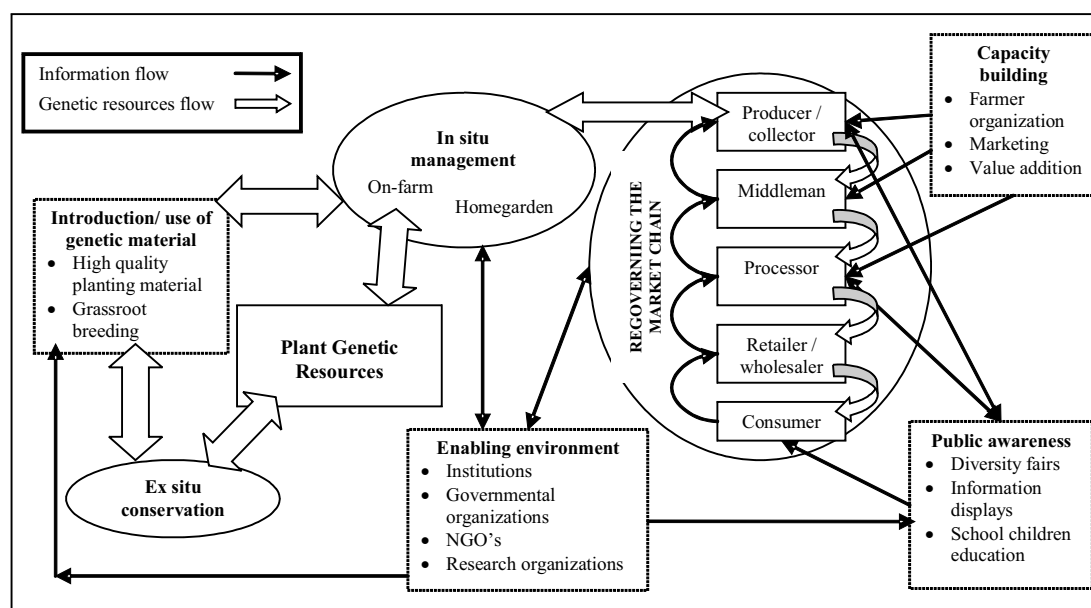 Information flow
Genetic resources flow
In situ
management
On-farm
Homegarden
Introduction/ use of
genetic material
• High quality
planting material
• Grassroot
breeding
Plant Genetic
Resources
Ex situ
conservation
Enabling environment
• Institutions
• Governmental
organizations
• NGO’s
• Research organizations
REGOVERNIING THE
MARKET CHAIN
Producer /
collector
Middleman
Processor
Retailer /
wholesaler
Consumer
Capacity
building
• Farmer
organization
• Marketing
• Value addition
Public awareness
• Diversity fairs
• Information
displays
• School children
education